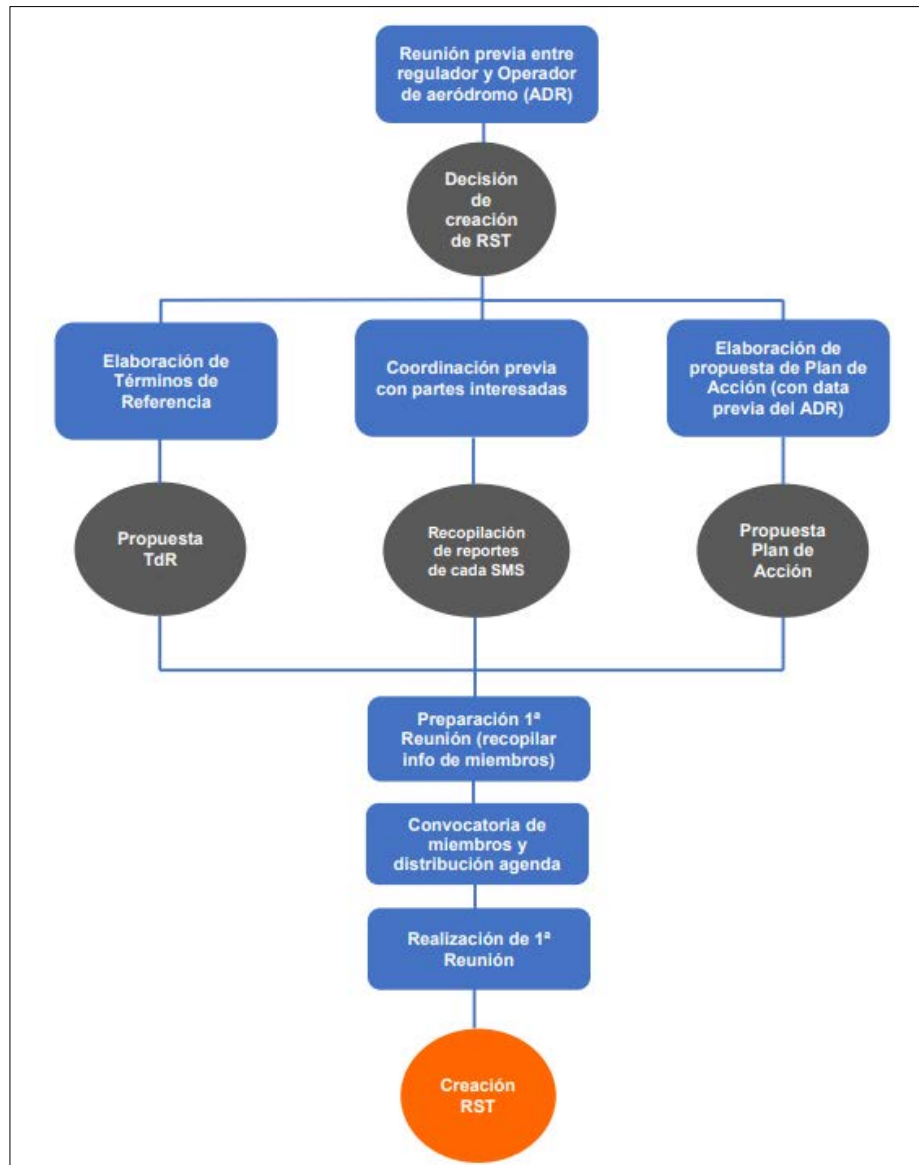 Reunión previa entre
regulador y Operador
de aeródromo (ADR)
Decisión
de
creación
de RST
Elaboración de
Términos de
Referencia
Coordinación previa
con partes interesadas
Elaboración de
propuesta de Plan de
Acción (con data
previa del ADR)
Propuesta
TdR
Recopilación
de reportes
de cada SMS
Propuesta
Plan de
Acción
Preparación 1ª
Reunión (recopilar
info de miembros)
Convocatoria de
miembros y
distribución agenda
Realización de 1ª
Reunión
Creación
RST